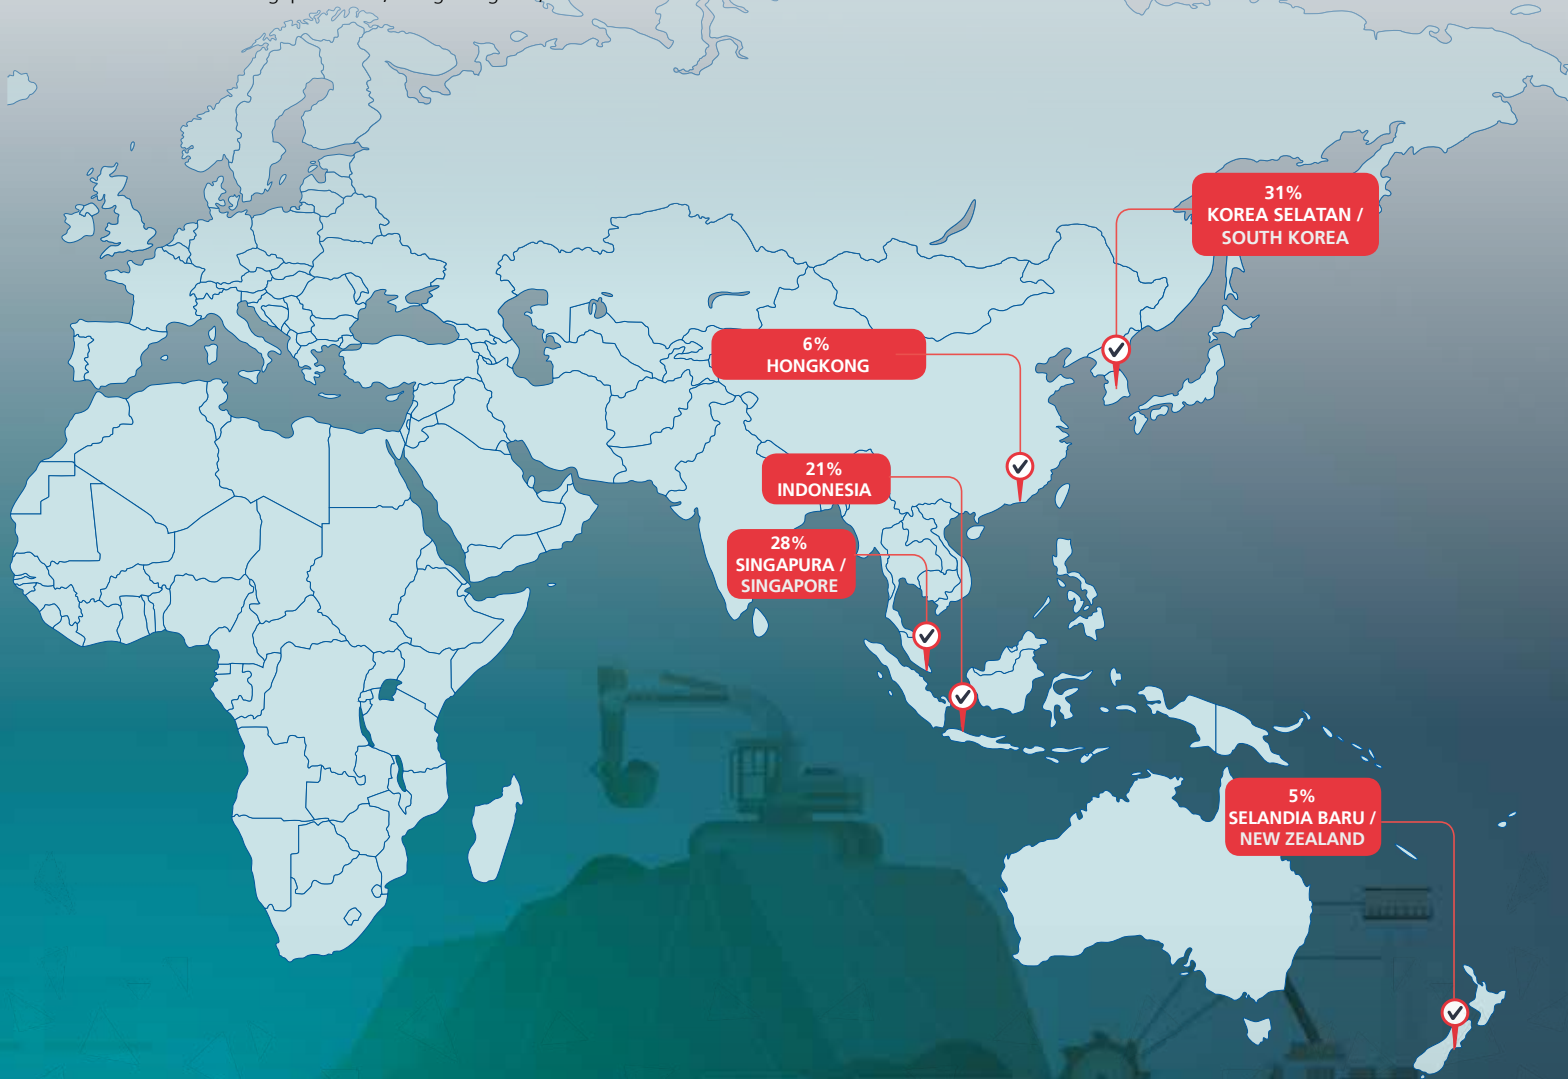 31%
KOREA SELATAN /
SOUTH KOREA
6%
HONGKONG
21%
INDONESIA
28%
SINGAPURA /
SINGAPORE
5%
SELANDIA BARU /
NEW ZEALAND